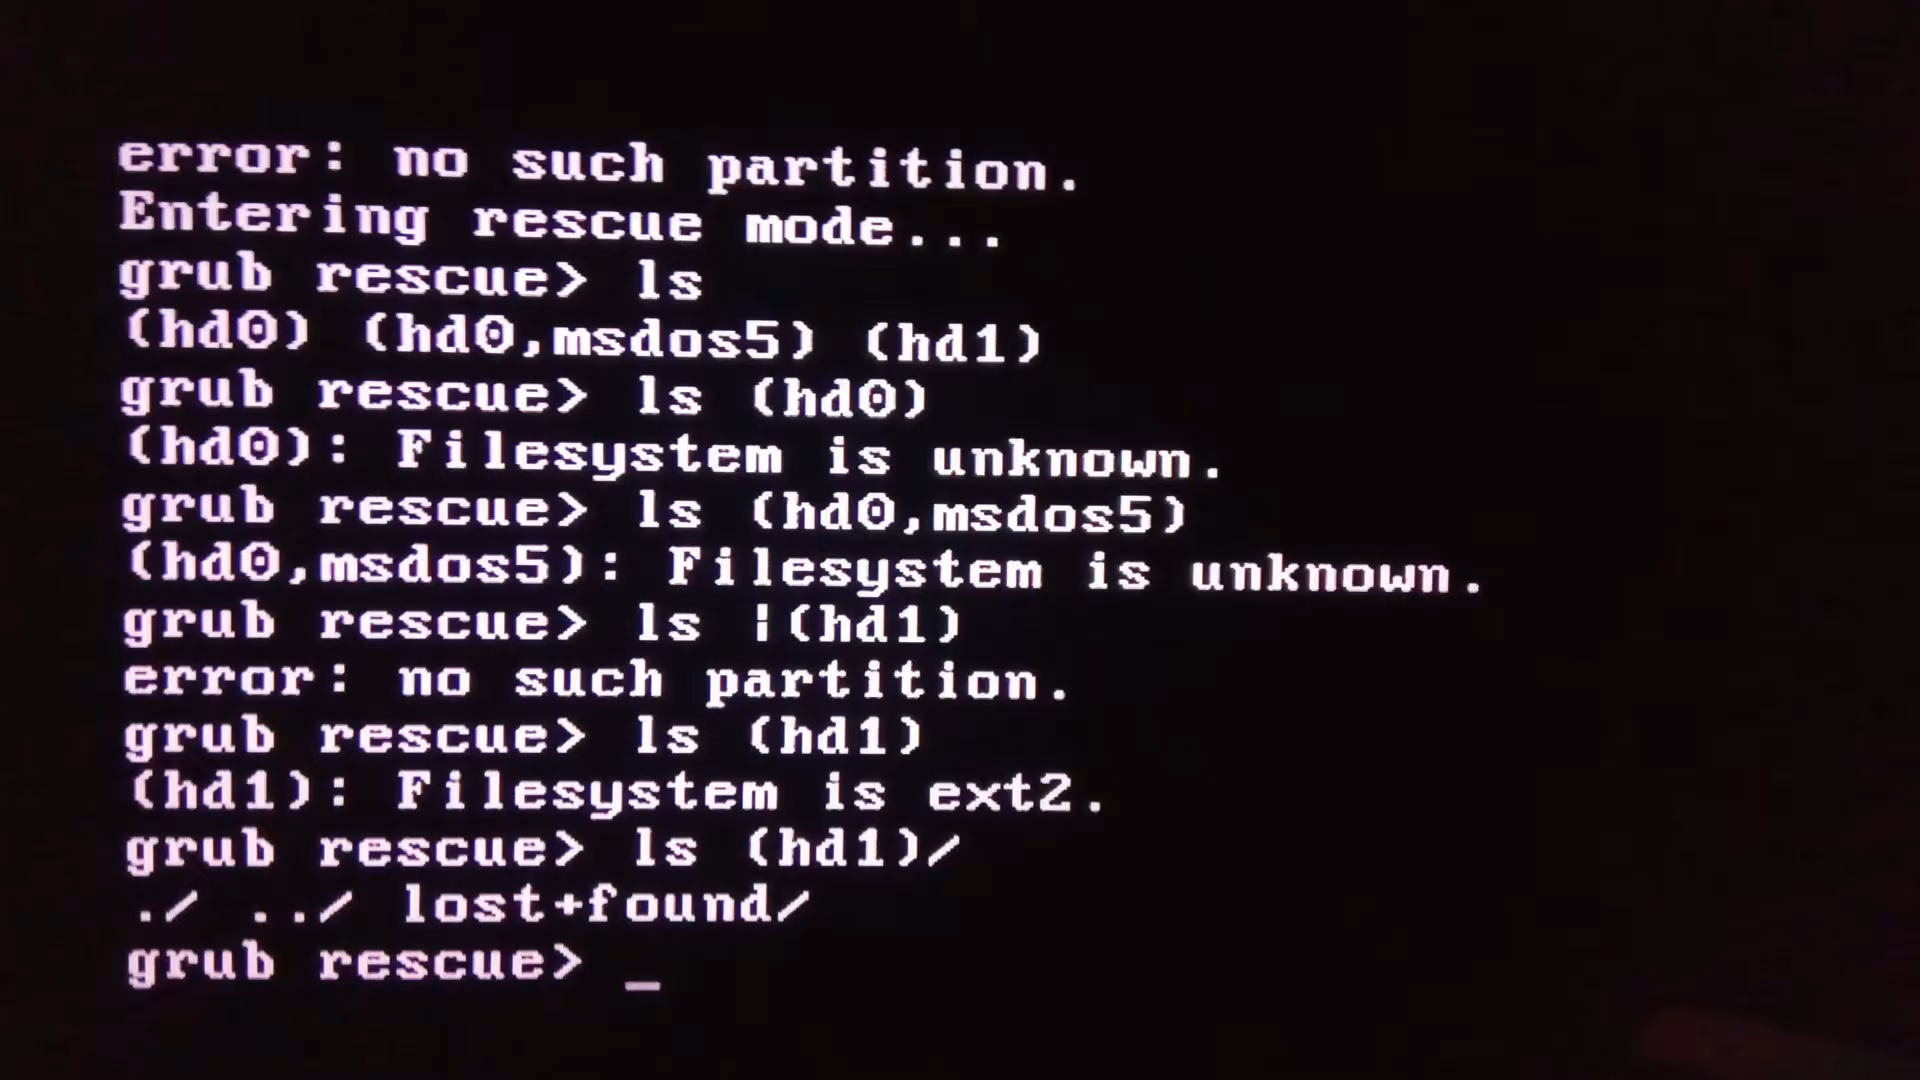 error: no such partition.
Entering rescue mode...
grub rescue> ls
(hd0) (hd0,msdos5) (hd1)
grub rescue> ls (hd0)
(hd0): Filesystem is unknown.
grub rescue> ls (hd0,msdos5)
(hd0,msdos5): Filesystem is unknown.
grub rescue> ls |(hd1)
error: no such partition.
grub rescue> ls (hd1)
(hd1): Filesystem is ext2.
grub rescue> ls (hd1)/
./ ../ lost+found/
grub rescue> _